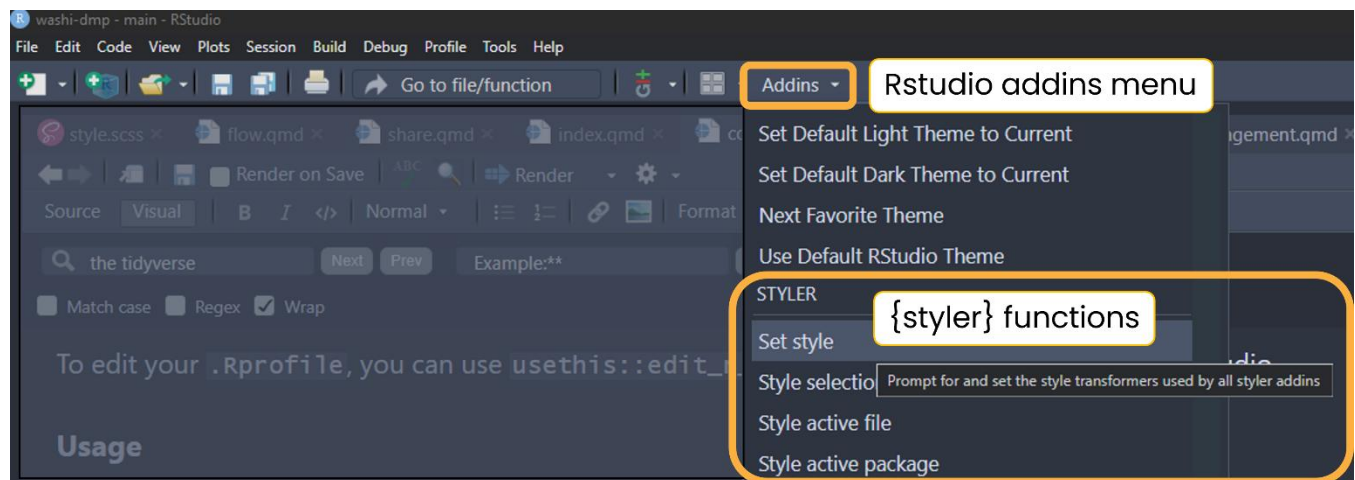 washi-dmp - main - RStudio
File Edit Code View Plots Session Build Debug Profile Tools Help
Go to file/function
Addins
Rstudio addins menu
style.scss
flow.qmd
share.qmd
index.qmd
gement.qmd
Render on Save
ABC
Render
Source Visual B I </> Normal Format
the tidyverse Next Prev Example:**
Match case Regex Wrap
To edit your .Rprofile, you can use usethis::edit_
Usage
Set Default Light Theme to Current
Set Default Dark Theme to Current
Next Favorite Theme
Use Default RStudio Theme
STYLER
{styler} functions
Set style
Style selection
Prompt for and set the style transformers used by all styler addins
Style active file
Style active package